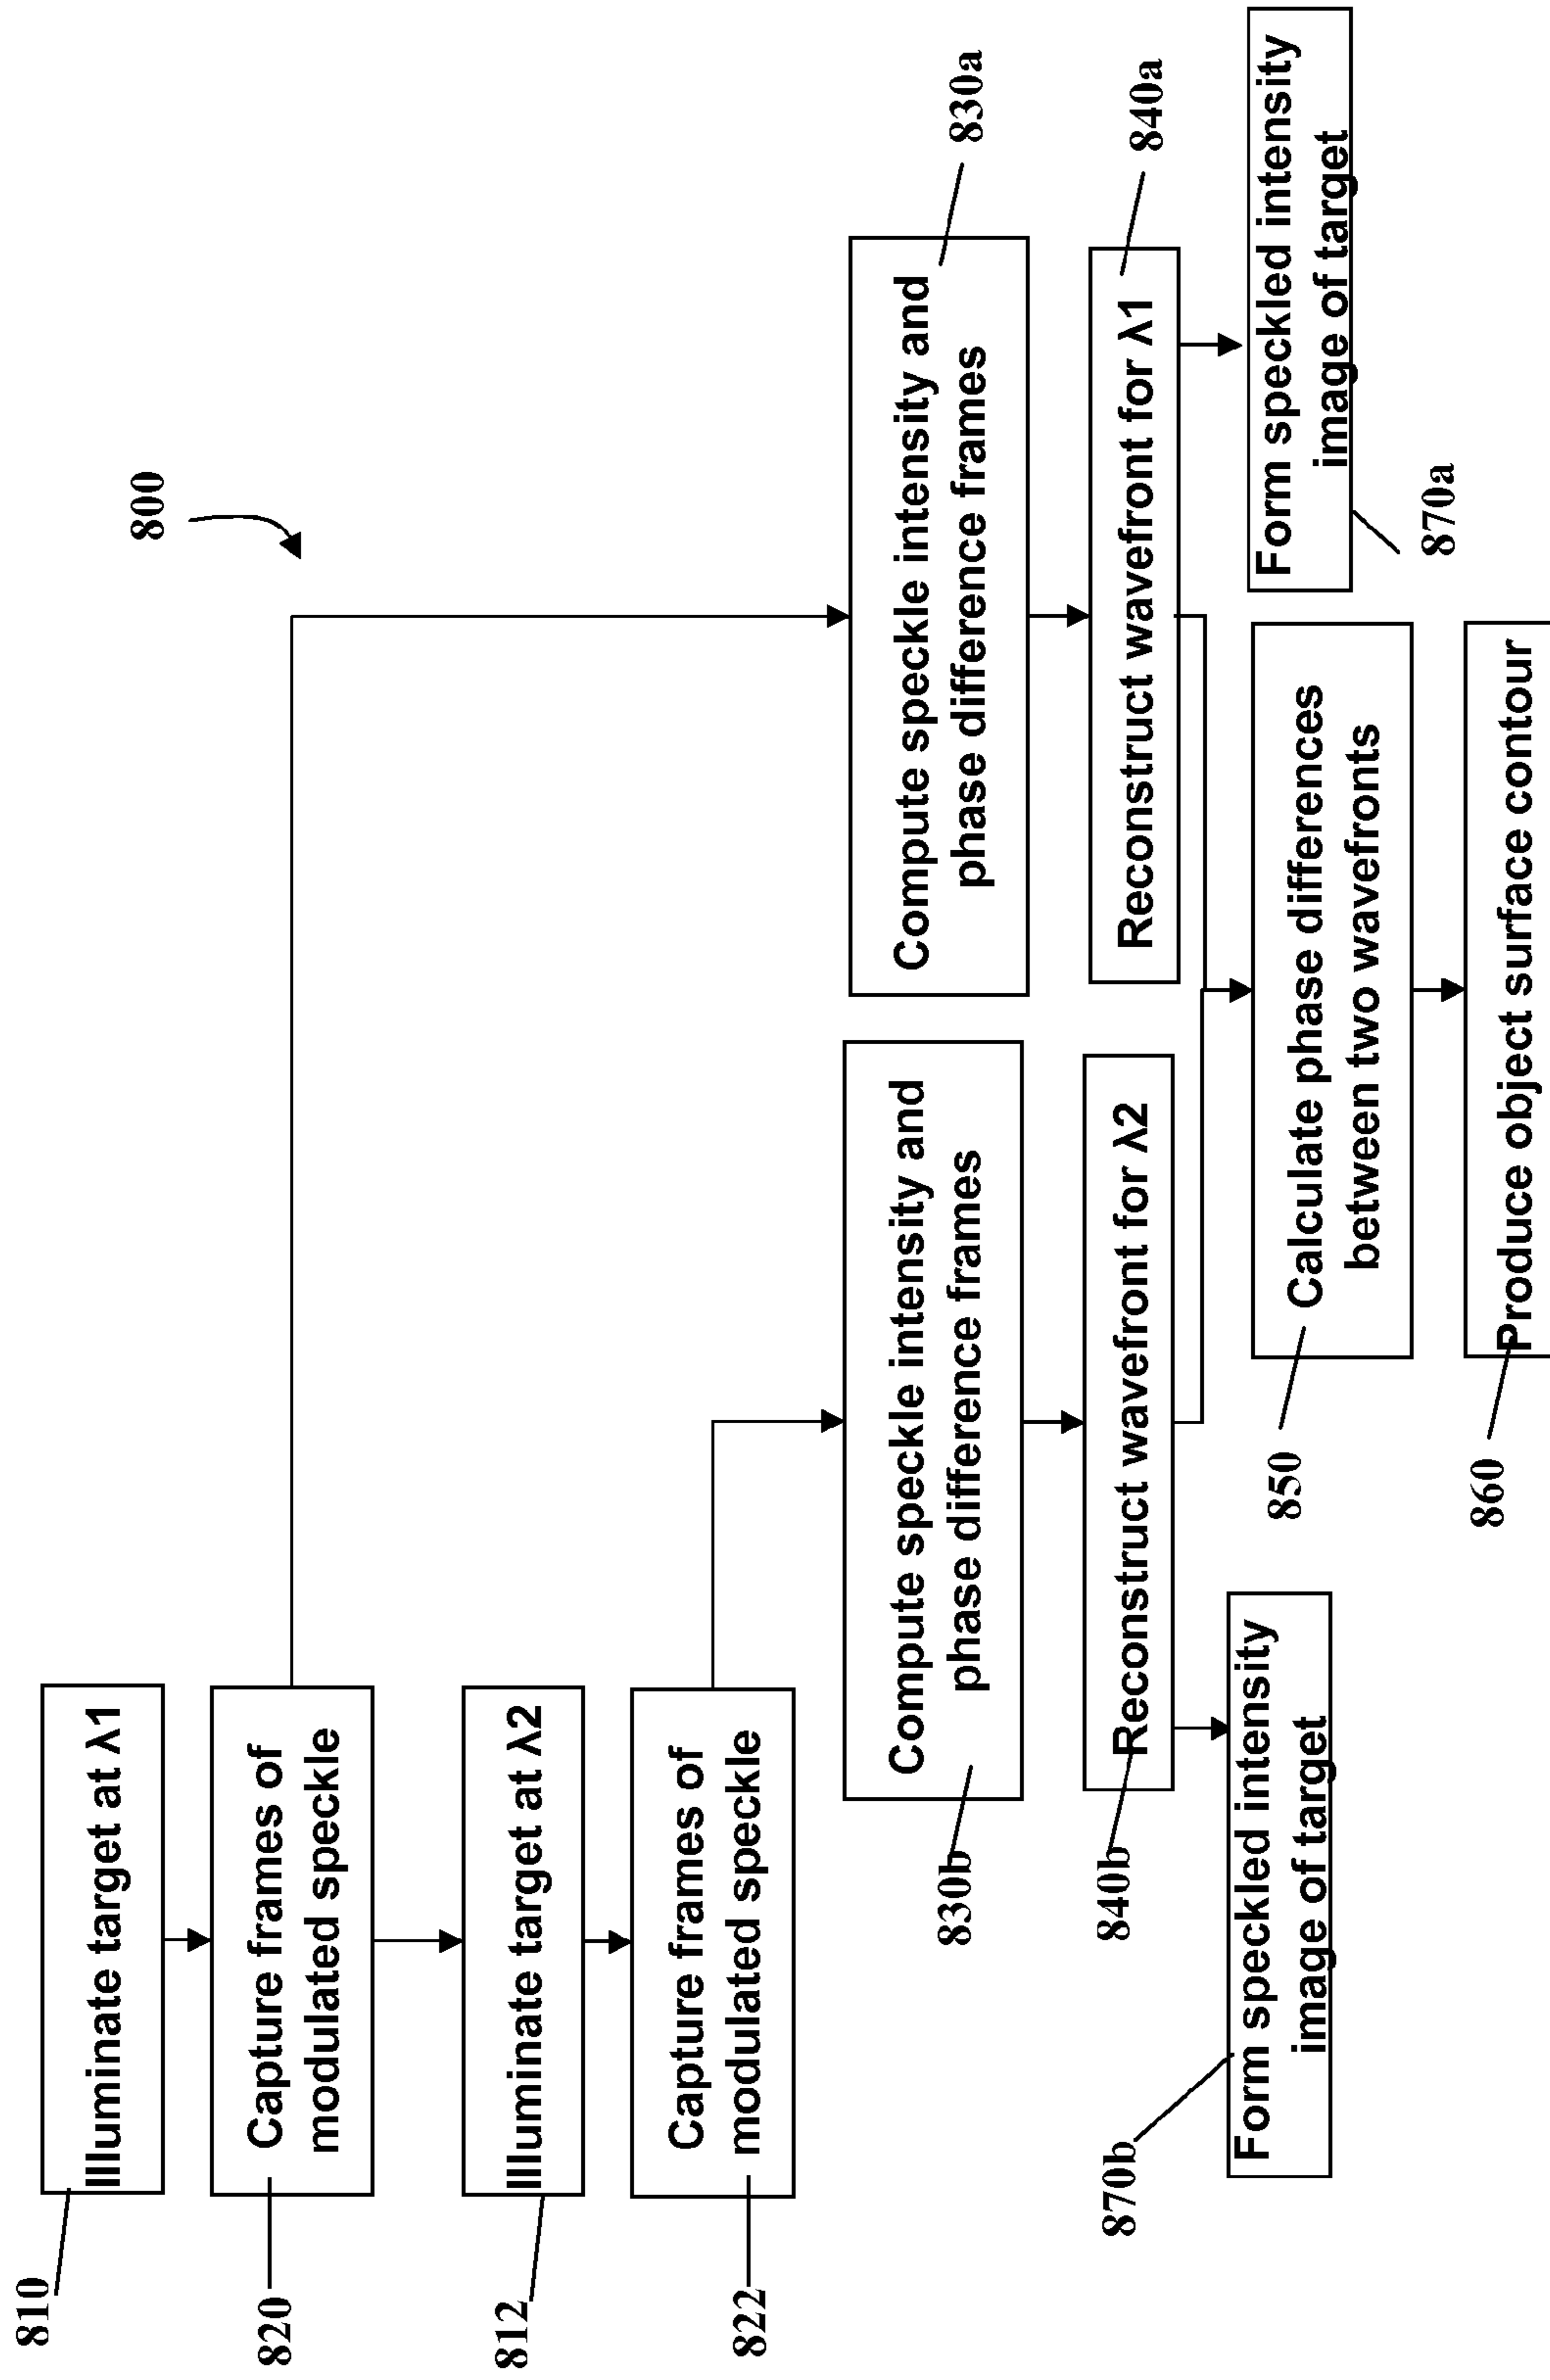 800
810
Illuminate target at λ1
820
Capture frames of
modulated speckle
812
Illuminate target at λ2
822
Capture frames of
modulated speckle
830b
Compute speckle intensity and
phase difference frames
830a
Compute speckle intensity and
phase difference frames
840b
Reconstruct wavefront for λ2
840a
Reconstruct wavefront for λ1
870b
Form speckled intensity
image of target
850
Calculate phase differences
between two wavefronts
870a
Form speckled intensity
image of target
860
Produce object surface contour